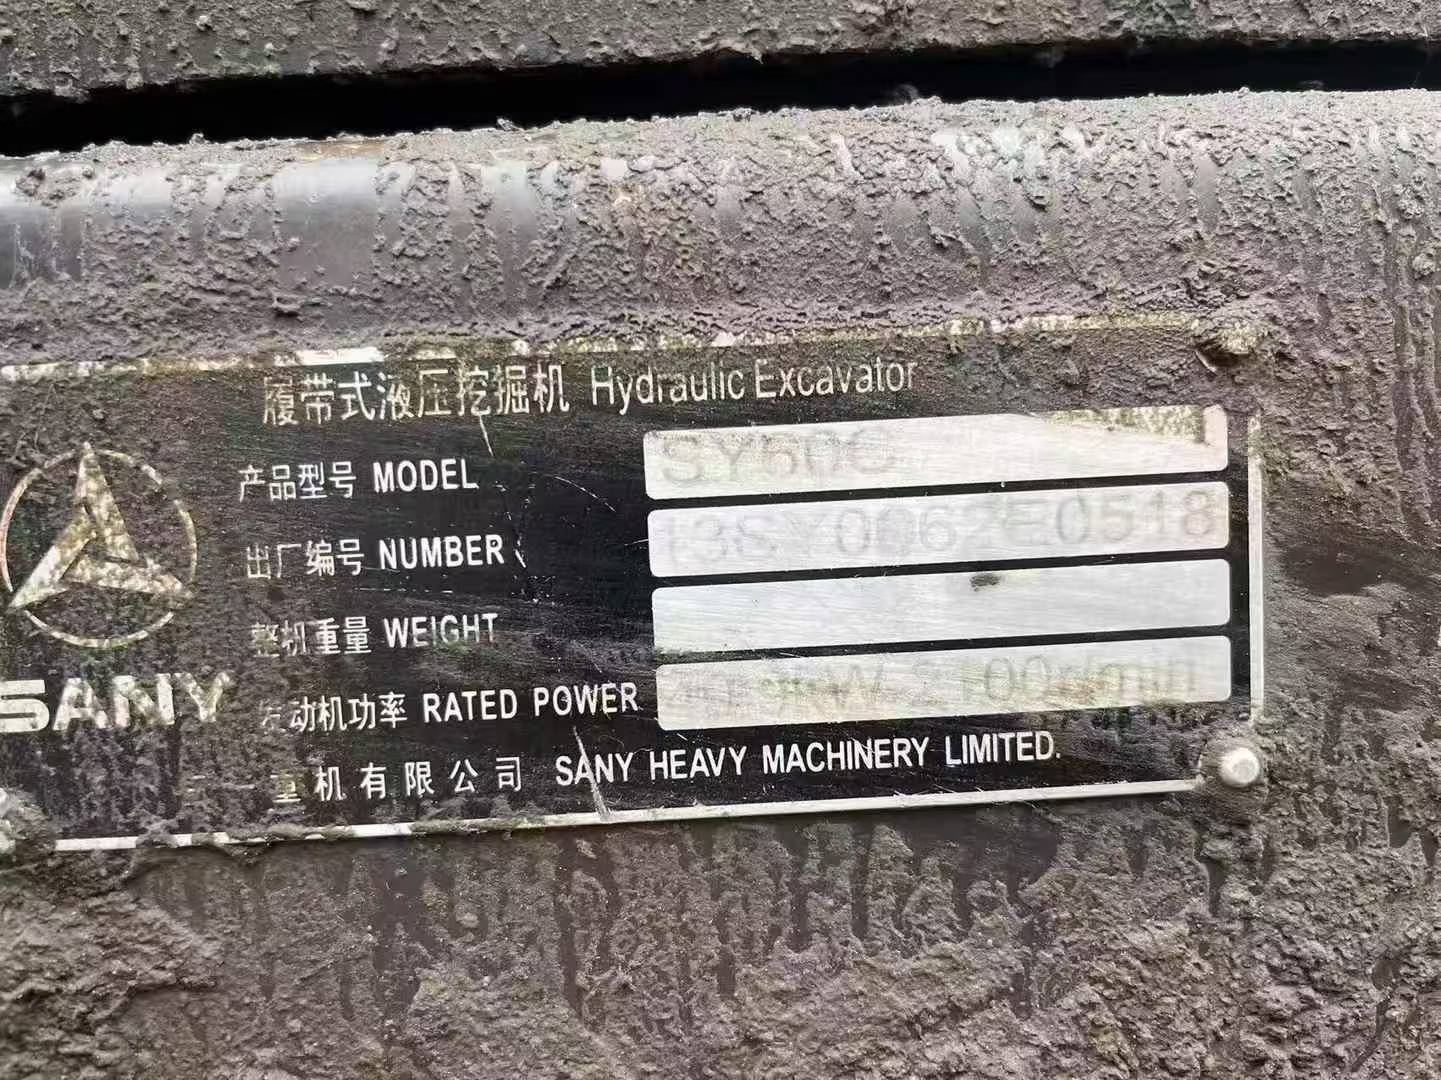 履带式液压挖掘机 Hydraulic Excavator
产品型号 MODEL
出厂编号 NUMBER 13SY0062E0518
整机重量 WEIGHT
动机功率 RATED POWER r/min
SANY
重机有限公司 SANY HEAVY MACHINERY LIMITED.